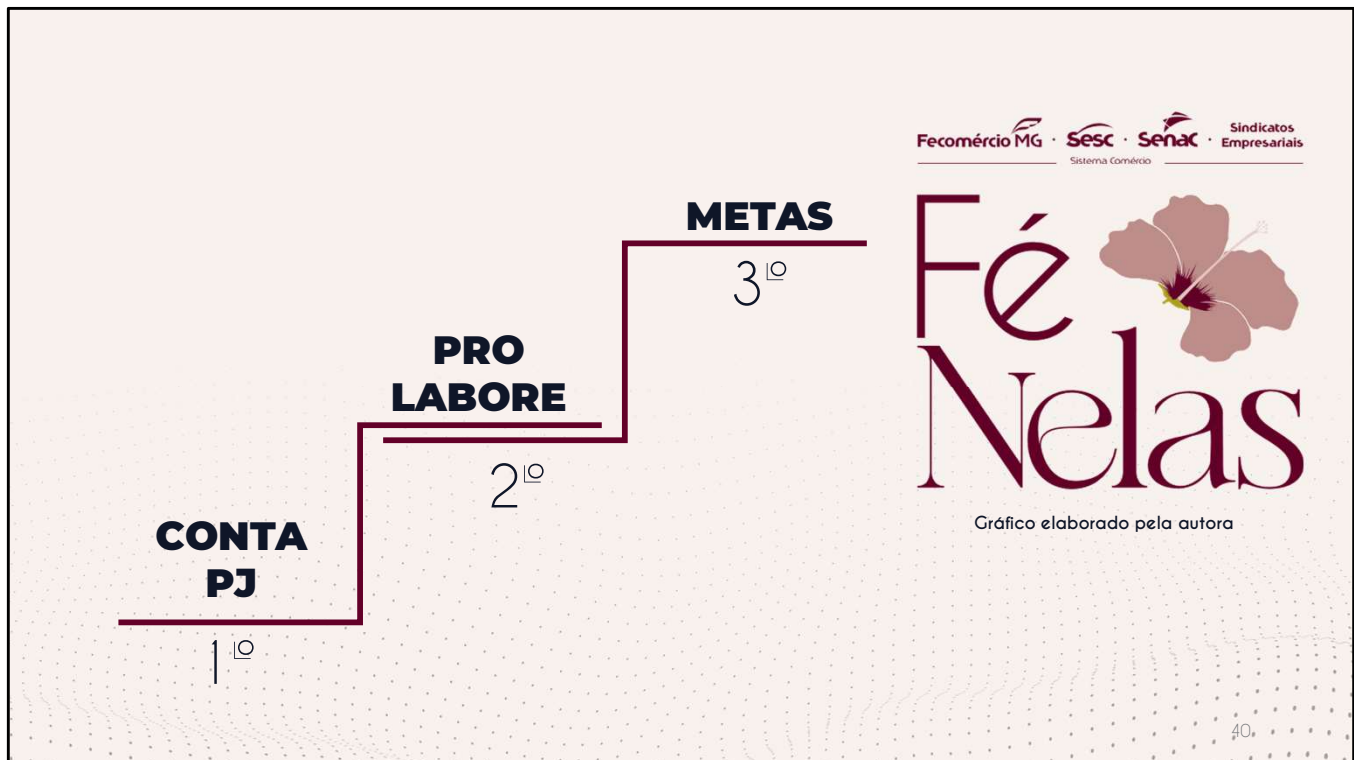 Fecomércio MG · Sesc · Senac · Sindicatos Empresariais
Sistema Comércio
Fé
Nelas
Gráfico elaborado pela autora
METAS
3º
PRO
LABORE
2º
CONTA
PJ
1º
40